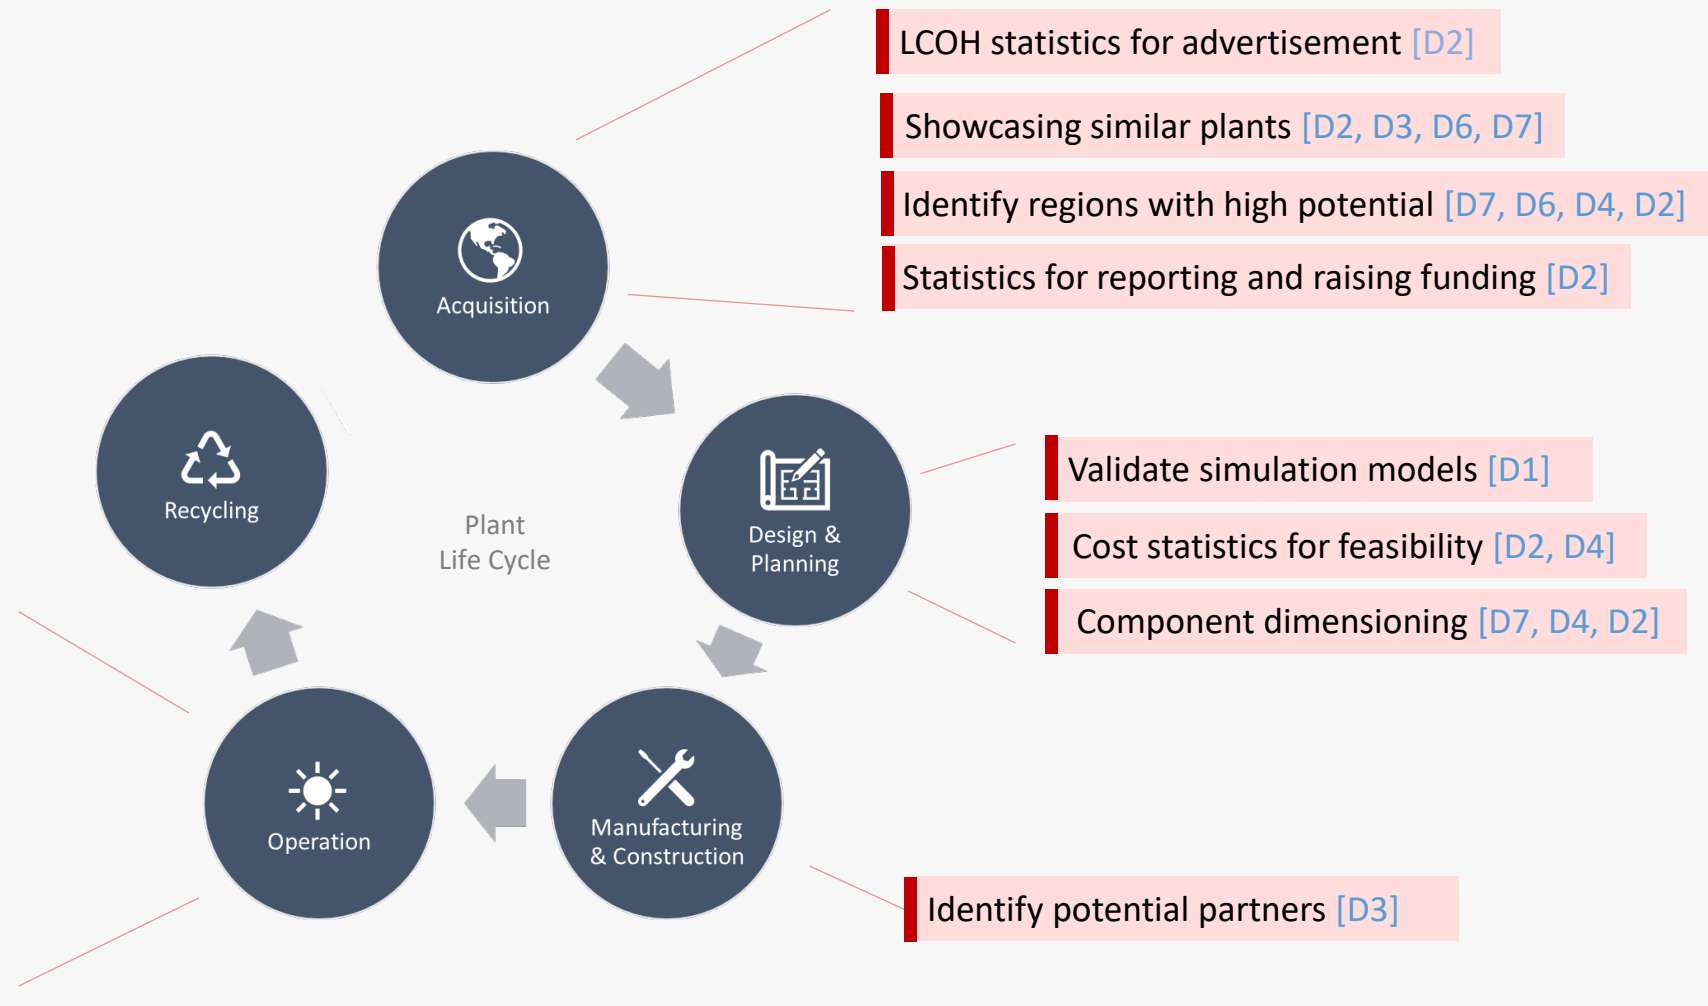 LCOH statistics for advertisement [D2]
Showcasing similar plants [D2, D3, D6, D7]
Identify regions with high potential [D7, D6, D4, D2]
Statistics for reporting and raising funding [D2]
Acquisition
Recycling
Plant
Life Cycle
Design &
Planning
Validate simulation models [D1]
Cost statistics for feasibility [D2, D4]
Component dimensioning [D7, D4, D2]
Operation
Manufacturing
& Construction
Identify potential partners [D3]